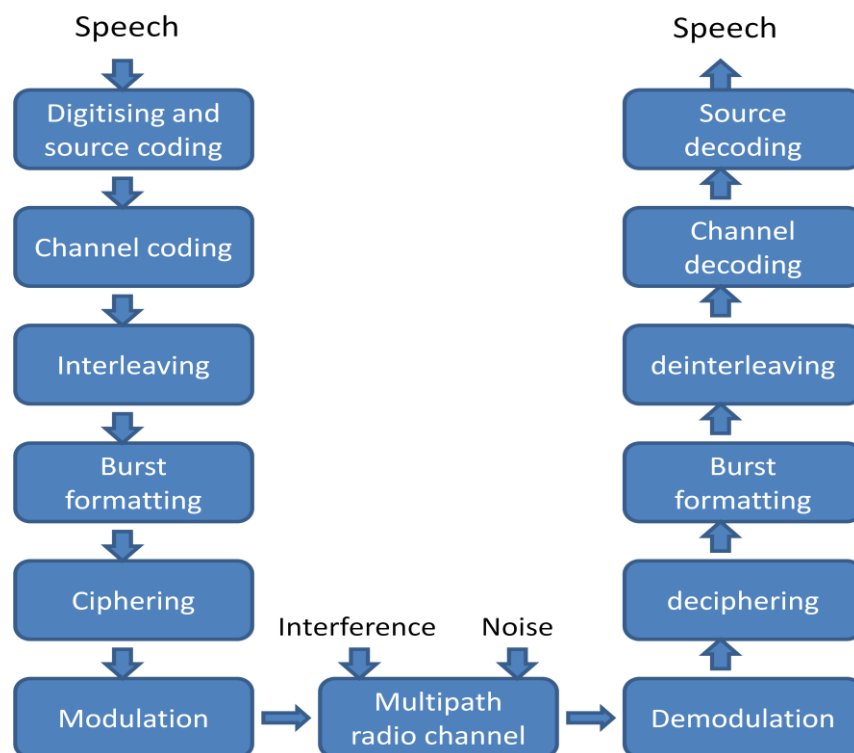 Speech
Digitising and
source coding
Channel coding
Interleaving
Burst
formatting
Ciphering
Modulation
Interference
Noise
Multipath
radio channel
Demodulation
deciphering
Burst
formatting
deinterleaving
Channel
decoding
Source
decoding
Speech